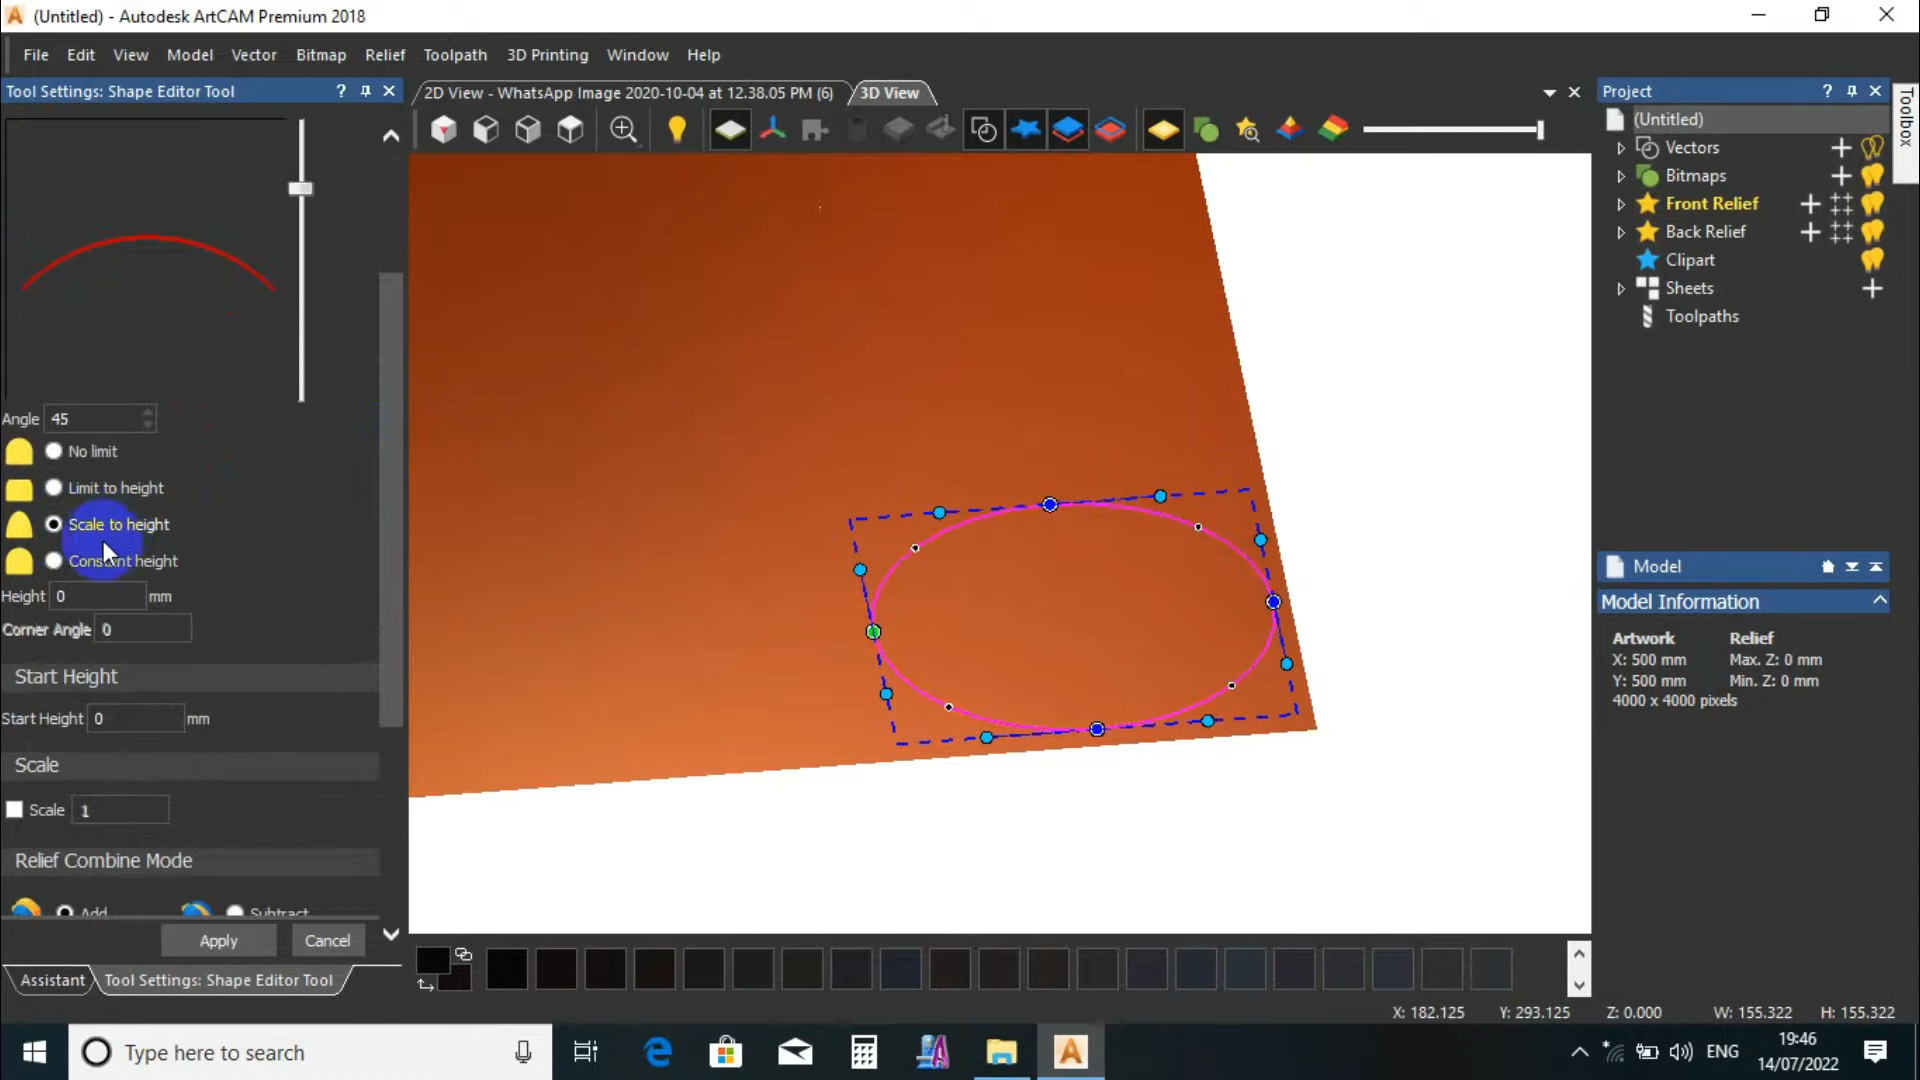 (Untitled) - Autodesk ArtCAM Premium 2018
File Edit View Model Vector Bitmap Relief Toolpath 3D Printing Window Help
Tool Settings: Shape Editor Tool ?
2D View - WhatsApp Image 2020-10-04 at 12.38.05 PM (6)
3D View
Angle 45
No limit
Limit to height
Scale to height
Constant height
Height 0 mm
Corner Angle 0
Start Height
Start Height 0 mm
Scale
Scale 1
Relief Combine Mode
Add Subtract
Apply Cancel
Assistant Tool Settings: Shape Editor Tool
Project ?
Toolbox
(Untitled)
Vectors
Bitmaps
Front Relief
Back Relief
Clipart
Sheets
Toolpaths
Model
Model Information
Artwork Relief
X: 500 mm Max. Z: 0 mm
Y: 500 mm Min. Z: 0 mm
4000 x 4000 pixels
X: 182.125 Y: 293.125 Z: 0.000 W: 155.322 H: 155.322
Type here to search
ENG
19:46
14/07/2022